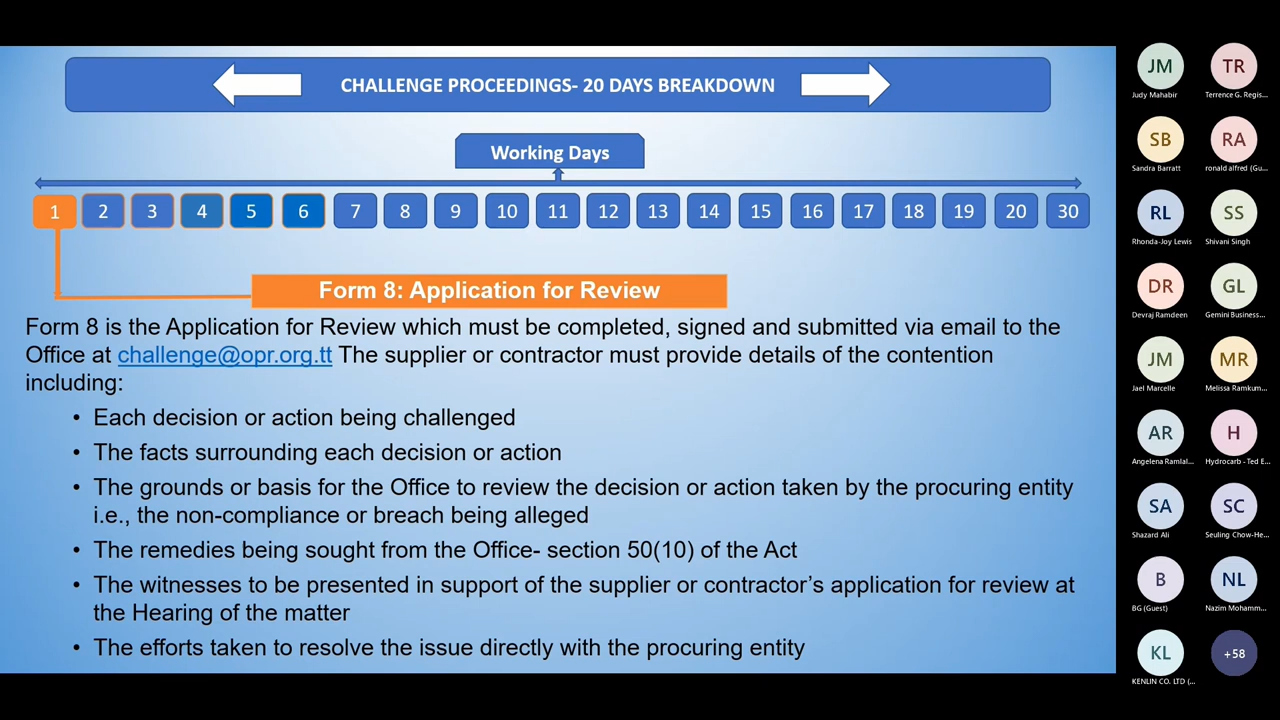 CHALLENGE PROCEEDINGS- 20 DAYS BREAKDOWN
Working Days
1 2 3 4 5 6 7 8 9 10 11 12 13 14 15 16 17 18 19 20 30
Form 8: Application for Review
Form 8 is the Application for Review which must be completed, signed and submitted via email to the
Office at challenge@opr.org.tt The supplier or contractor must provide details of the contention
including:
• Each decision or action being challenged
• The facts surrounding each decision or action
• The grounds or basis for the Office to review the decision or action taken by the procuring entity
i.e., the non-compliance or breach being alleged
• The remedies being sought from the Office- section 50(10) of the Act
• The witnesses to be presented in support of the supplier or contractor’s application for review at
the Hearing of the matter
• The efforts taken to resolve the issue directly with the procuring entity
JM TR
Judy Mahabir Terrence G. Regis...
SB RA
Sandra Barratt ronald alfred (Gu...
RL SS
Rhonda-Joy Lewis Shivani Singh
DR GL
Devraj Ramdeen Gemini Business...
JM MR
Jael Marcelle Melissa Ramkum...
AR H
Angelena Ramlal... Hydrocarb - Ted E...
SA SC
Shazard Ali Seuling Chow-He...
B NL
BG (Guest) Nazim Mohamm...
KL +58
KENLIN CO. LTD (...